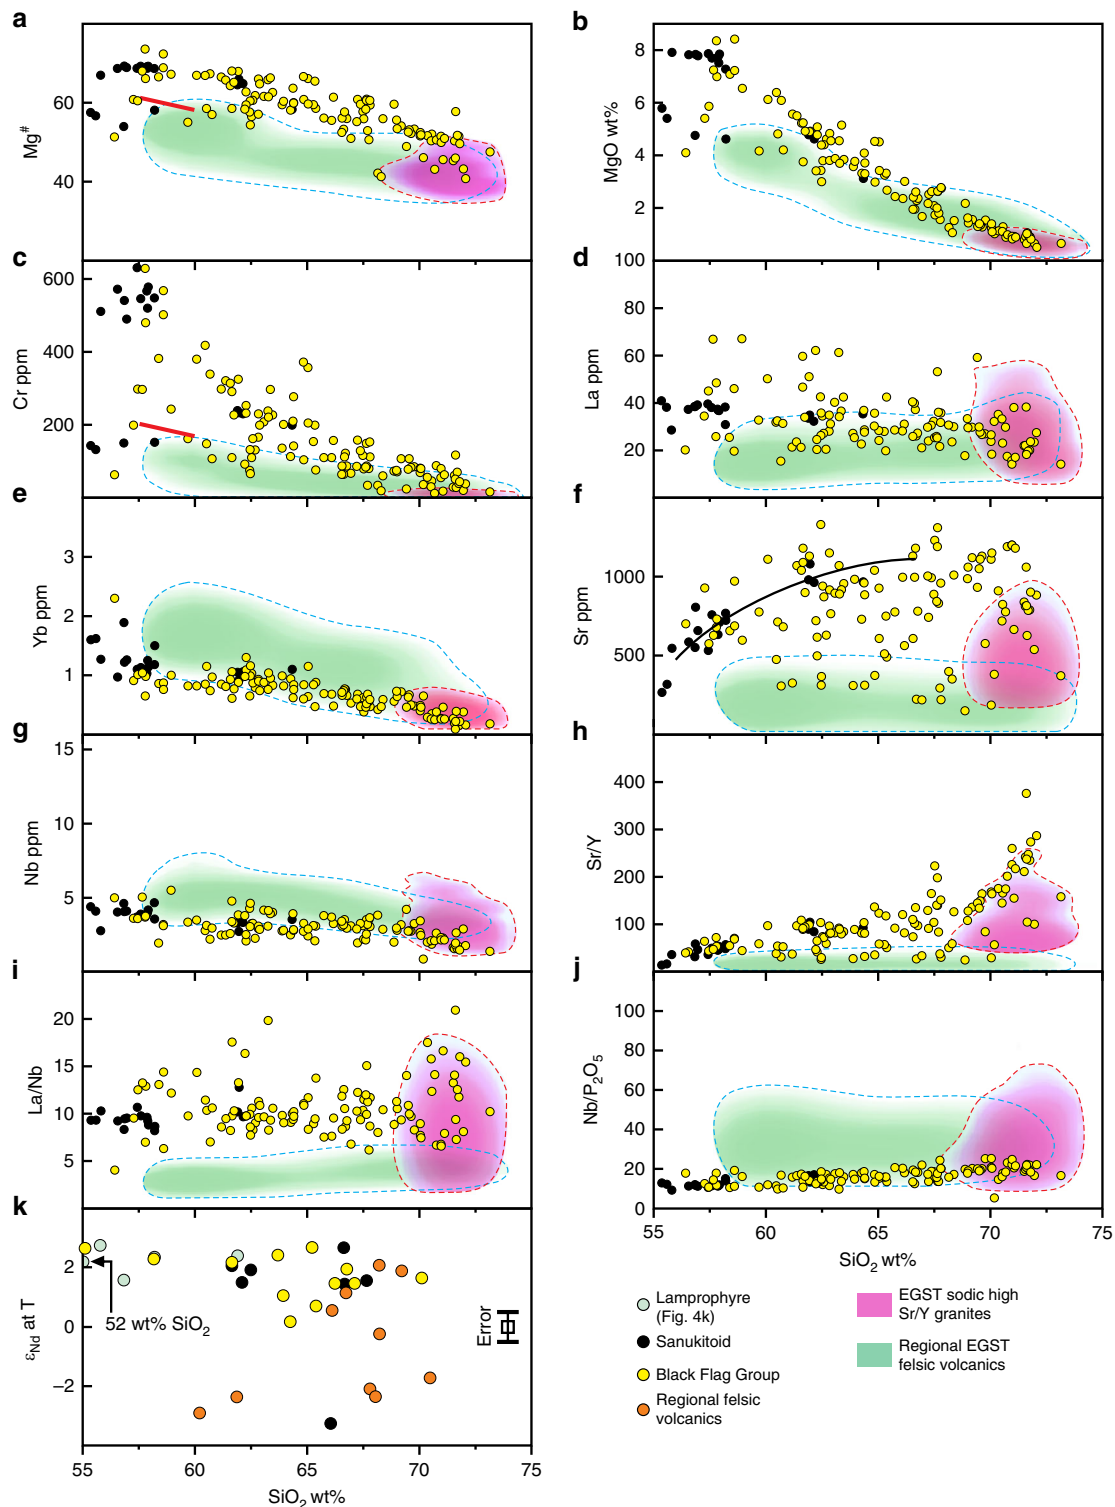 a
b
60
40
Mg#
8
6
4
2
MgO wt%
c
d
600
400
200
Cr ppm
100
80
60
40
20
La ppm
e
f
3
2
1
Yb ppm
1000
500
Sr ppm
g
h
15
10
5
Nb ppm
400
300
200
100
Sr/Y
i
j
20
15
10
5
La/Nb
100
80
60
40
20
0
Nb/P2O5
55 60 65 70 75
SiO2 wt%
k
2
0
–2
εNd at T
52 wt% SiO2
Error
55 60 65 70 75
SiO2 wt%
Lamprophyre
(Fig. 4k)
Sanukitoid
Black Flag Group
Regional felsic
volcanics
EGST sodic high
Sr/Y granites
Regional EGST
felsic volcanics